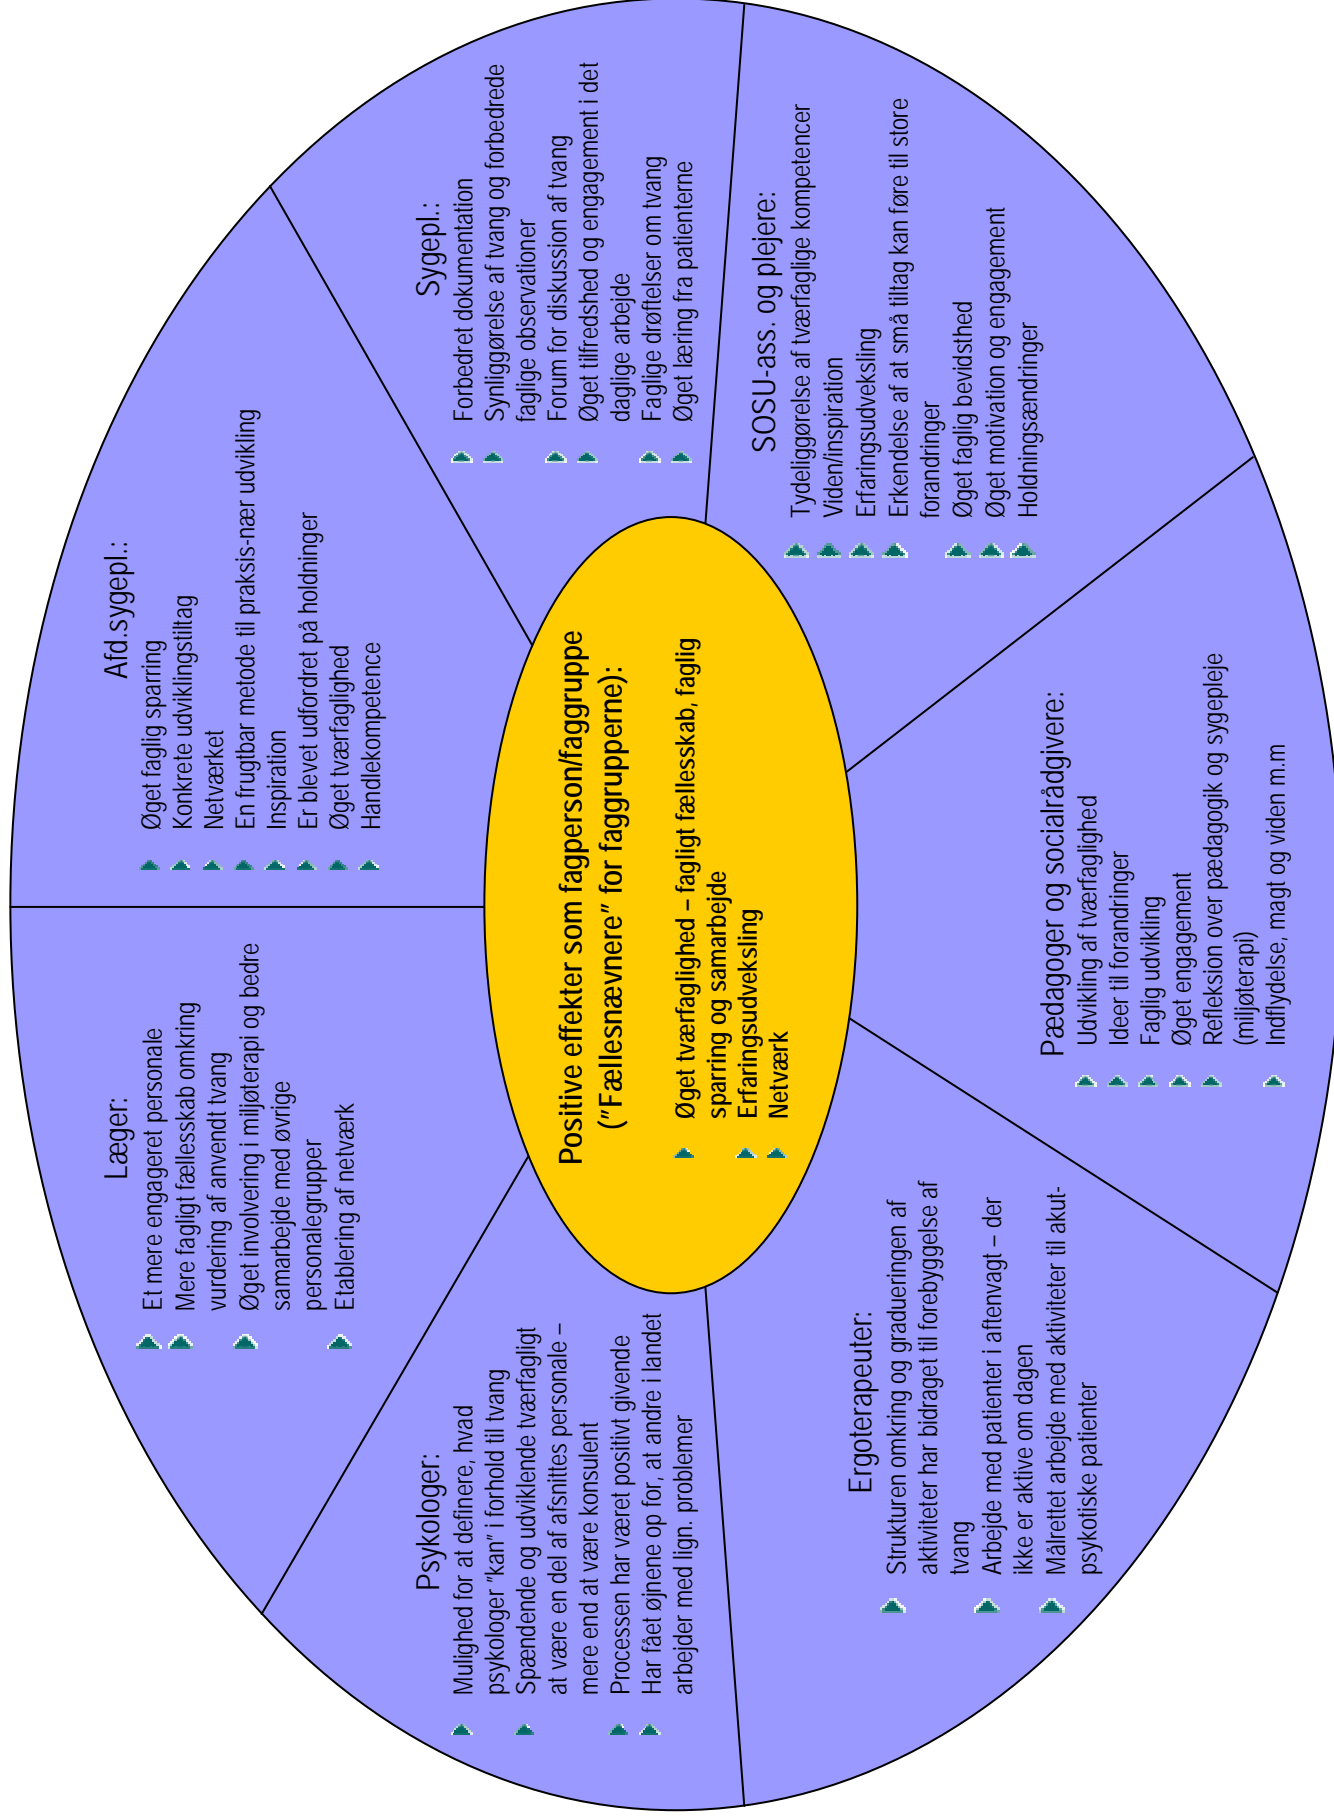 Læger:
Et mere engageret personale
Mere fagligt fællesskab omkring
vurdering af anvendt tvang
Øget involvering i miljøterapi og bedre
samarbejde med øvrige
personalegrupper
Etablering af netværk
Afd.sygepl.:
Øget faglig sparring
Konkrete udviklingstiltag
Netværket
En frugtbar metode til praksis-nær udvikling
Inspiration
Er blevet udfordret på holdninger
Øget tværfaglighed
Handlekompetence
Sygepl.:
Forbedret dokumentation
Synliggørelse af tvang og forbedrede
faglige observationer
Forum for diskussion af tvang
Øget tilfredshed og engagement i det
daglige arbejde
Faglige drøftelser om tvang
Øget læring fra patienterne
SOSU-ass. og plejere:
Tydeliggørelse af tværfaglige kompetencer
Viden/inspiration
Erfaringsudveksling
Erkendelse af at små tiltag kan føre til store
forandringer
Øget faglig bevidsthed
Øget motivation og engagement
Holdningsændringer
Pædagoger og socialrådgivere:
Udvikling af tværfaglighed
Ideer til forandringer
Faglig udvikling
Øget engagement
Refleksion over pædagogik og sygepleje
(miljøterapi)
Indflydelse, magt og viden m.m
Ergoterapeuter:
Strukturen omkring og gradueringen af
aktiviteter har bidraget til forebyggelse af
tvang
Arbejde med patienter i aftenvagt – der
ikke er aktive om dagen
Målrettet arbejde med aktiviteter til akut-
psykotiske patienter
Psykologer:
Mulighed for at definere, hvad
psykologer ”kan” i forhold til tvang
Spændende og udviklende tværfagligt
at være en del af afsnittes personale –
mere end at være konsulent
Processen har været positivt givende
Har fået øjnene op for, at andre i landet
arbejder med lign. problemer
Positive effekter som fagperson/faggruppe
(”Fællesnævnere” for faggrupperne):
Øget tværfaglighed – fagligt fællesskab, faglig
sparring og samarbejde
Erfaringsudveksling
Netværk